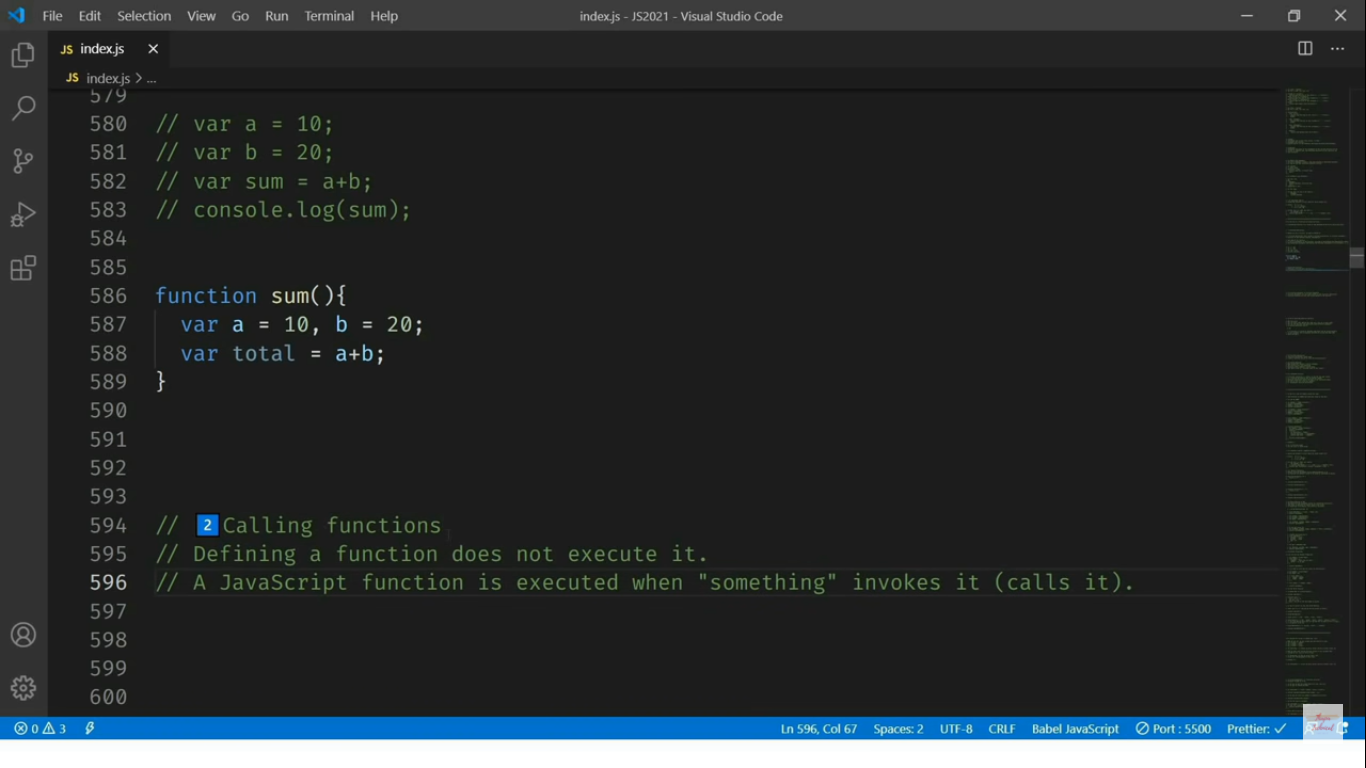 File Edit Selection View Go Run Terminal Help index.js - JS2021 - Visual Studio Code
JS index.js
JS index.js > ...
579
580 // var a = 10;
581 // var b = 20;
582 // var sum = a+b;
583 // console.log(sum);
584
585
586 function sum(){
587 var a = 10, b = 20;
588 var total = a+b;
589 }
590
591
592
593
594 // 2 Calling functions
595 // Defining a function does not execute it.
596 // A JavaScript function is executed when "something" invokes it (calls it).
597
598
599
600
0 3 Ln 596, Col 67 Spaces: 2 UTF-8 CRLF Babel JavaScript Port : 5500 Prettier: ✓